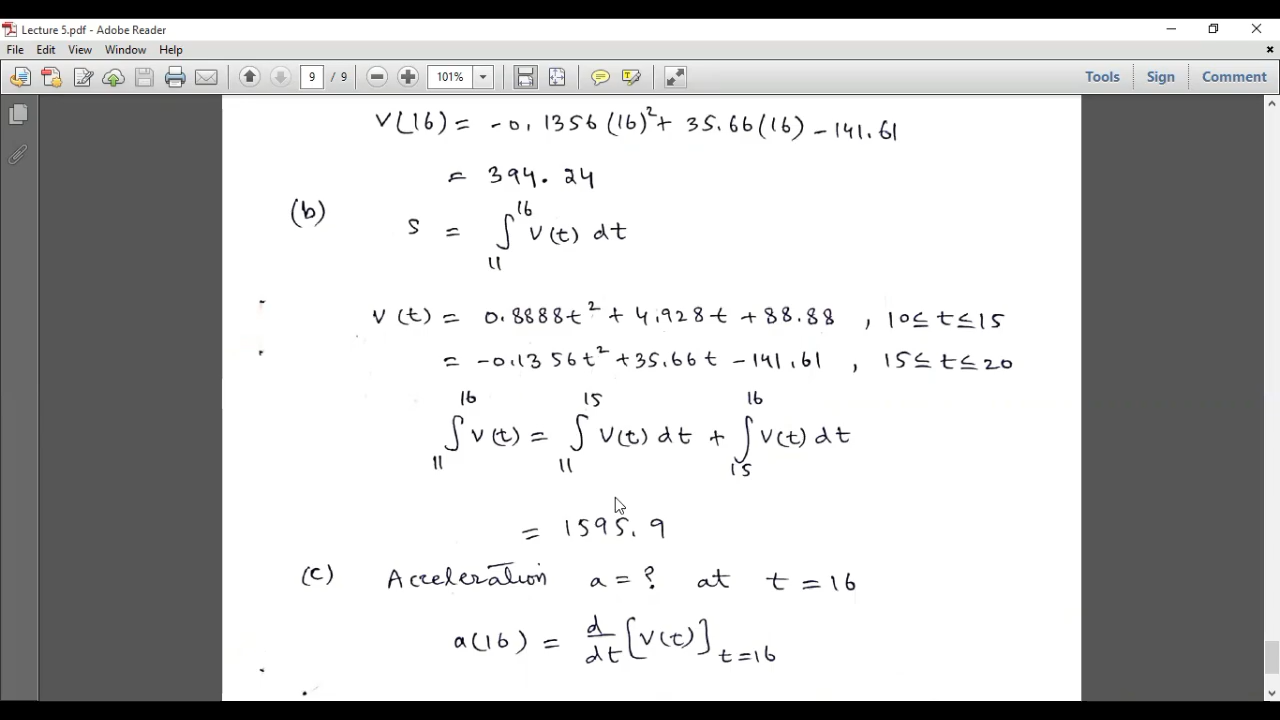 Lecture 5.pdf - Adobe Reader
File Edit View Window Help
9 / 9 101% Tools Sign Comment
v(16) = -0.1356(16)² + 35.66(16) - 141.61
= 394.24
(b) s = ∫₁₁¹⁶ v(t) dt
v(t) = 0.8888t² + 4.928t + 88.88 , 10 ≤ t ≤ 15
= -0.1356t² + 35.66t - 141.61 , 15 ≤ t ≤ 20
∫₁₁¹⁶ v(t) = ∫₁₁¹⁵ v(t) dt + ∫₁₅¹⁶ v(t) dt
= 1595.9
(c) Acceleration a = ? at t = 16
a(16) = d/dt [v(t)] t=16